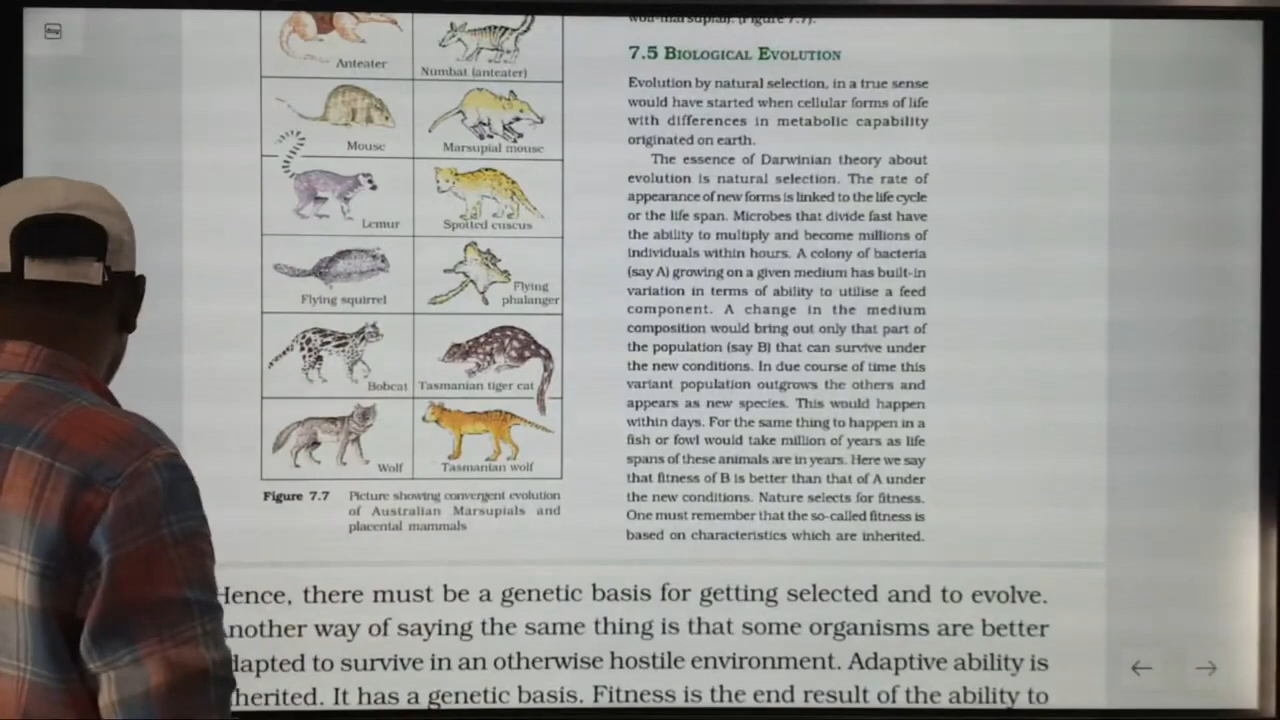 Anteater
Numbat (anteater)
Mouse
Marsupial mouse
Lemur
Spotted cuscus
Flying squirrel
Flying
phalanger
Bobcat
Tasmanian tiger cat
Wolf
Tasmanian wolf
Figure 7.7 Picture showing convergent evolution
of Australian Marsupials and
placental mammals
wolf-marsupial). (Figure 7.7).
7.5 BIOLOGICAL EVOLUTION
Evolution by natural selection, in a true sense
would have started when cellular forms of life
with differences in metabolic capability
originated on earth.
The essence of Darwinian theory about
evolution is natural selection. The rate of
appearance of new forms is linked to the life cycle
or the life span. Microbes that divide fast have
the ability to multiply and become millions of
individuals within hours. A colony of bacteria
(say A) growing on a given medium has built-in
variation in terms of ability to utilise a feed
component. A change in the medium
composition would bring out only that part of
the population (say B) that can survive under
the new conditions. In due course of time this
variant population outgrows the others and
appears as new species. This would happen
within days. For the same thing to happen in a
fish or fowl would take million of years as life
spans of these animals are in years. Here we say
that fitness of B is better than that of A under
the new conditions. Nature selects for fitness.
One must remember that the so-called fitness is
based on characteristics which are inherited.
Hence, there must be a genetic basis for getting selected and to evolve.
Another way of saying the same thing is that some organisms are better
dapted to survive in an otherwise hostile environment. Adaptive ability is
herited. It has a genetic basis. Fitness is the end result of the ability to